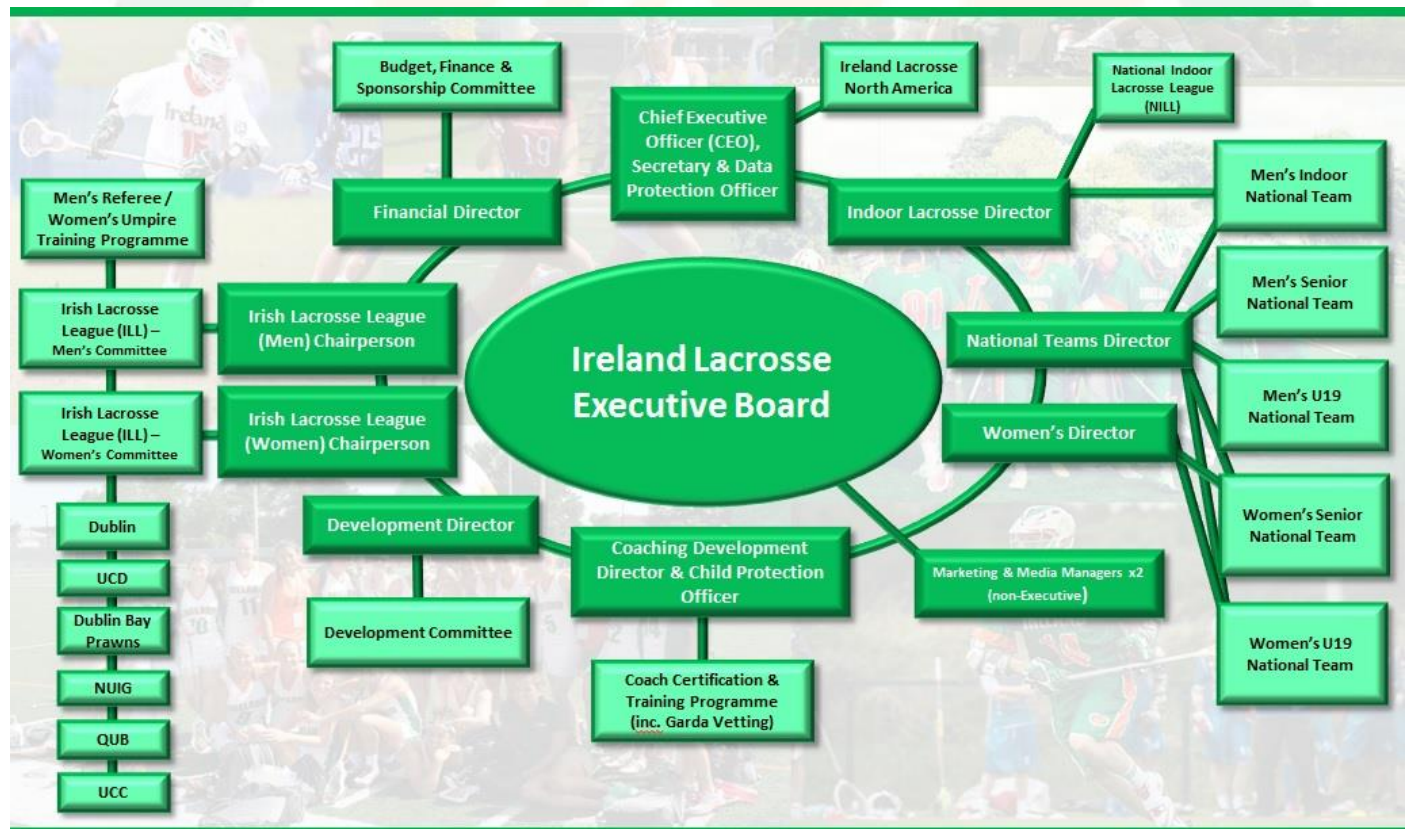 Budget, Finance &
Sponsorship Committee
Chief Executive
Officer (CEO),
Secretary & Data
Protection Officer
Ireland Lacrosse
North America
National Indoor
Lacrosse League
(NILL)
Men's Referee /
Women's Umpire
Training Programme
Financial Director
Indoor Lacrosse Director
Men's Indoor
National Team
Irish Lacrosse
League (ILL) –
Men's Committee
Irish Lacrosse League
(Men) Chairperson
Ireland Lacrosse
Executive Board
National Teams Director
Men's Senior
National Team
Irish Lacrosse
League (ILL) –
Women's Committee
Irish Lacrosse League
(Women) Chairperson
Women's Director
Men's U19
National Team
Dublin
UCD
Dublin Bay
Prawns
NUIG
QUB
UCC
Development Director
Development Committee
Coaching Development
Director & Child Protection
Officer
Coach Certification &
Training Programme
(inc. Garda Vetting)
Marketing & Media Managers x2
(non-Executive)
Women's Senior
National Team
Women's U19
National Team
Ireland
15
19